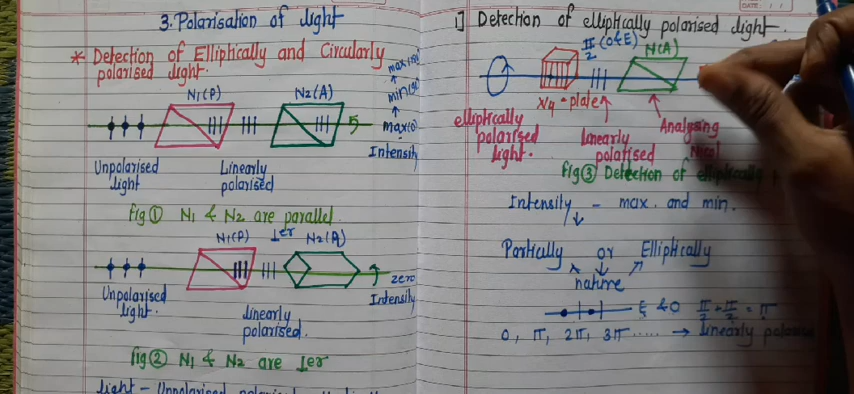 3. Polarisation of light
* Detection of Elliptically and Circularly
polarised light.
N1(P)
N2(A)
max(180)
min(90)
max(0)
Intensity
Unpolarised
light
Linearly
polarised
fig ① N1 & N2 are parallel.
N1(P)
⊥er
N2(A)
zero
Intensity
Unpolarised
light.
linearly
polarised.
fig ② N1 & N2 are ⊥er
light - Unpolarised
DATE: / /
i] Detection of elliptically polarised light.
π/2 (O&E)
N(A)
λ/4-plate
elliptically
polarised
light.
Linearly
polarised
Analysing
Nicol
fig ③ Detection of elliptically
Intensity - max. and min.
Partially or Elliptically
nature
E & O π/2 + π/2 = π
0, π, 2π, 3π ..... → linearly